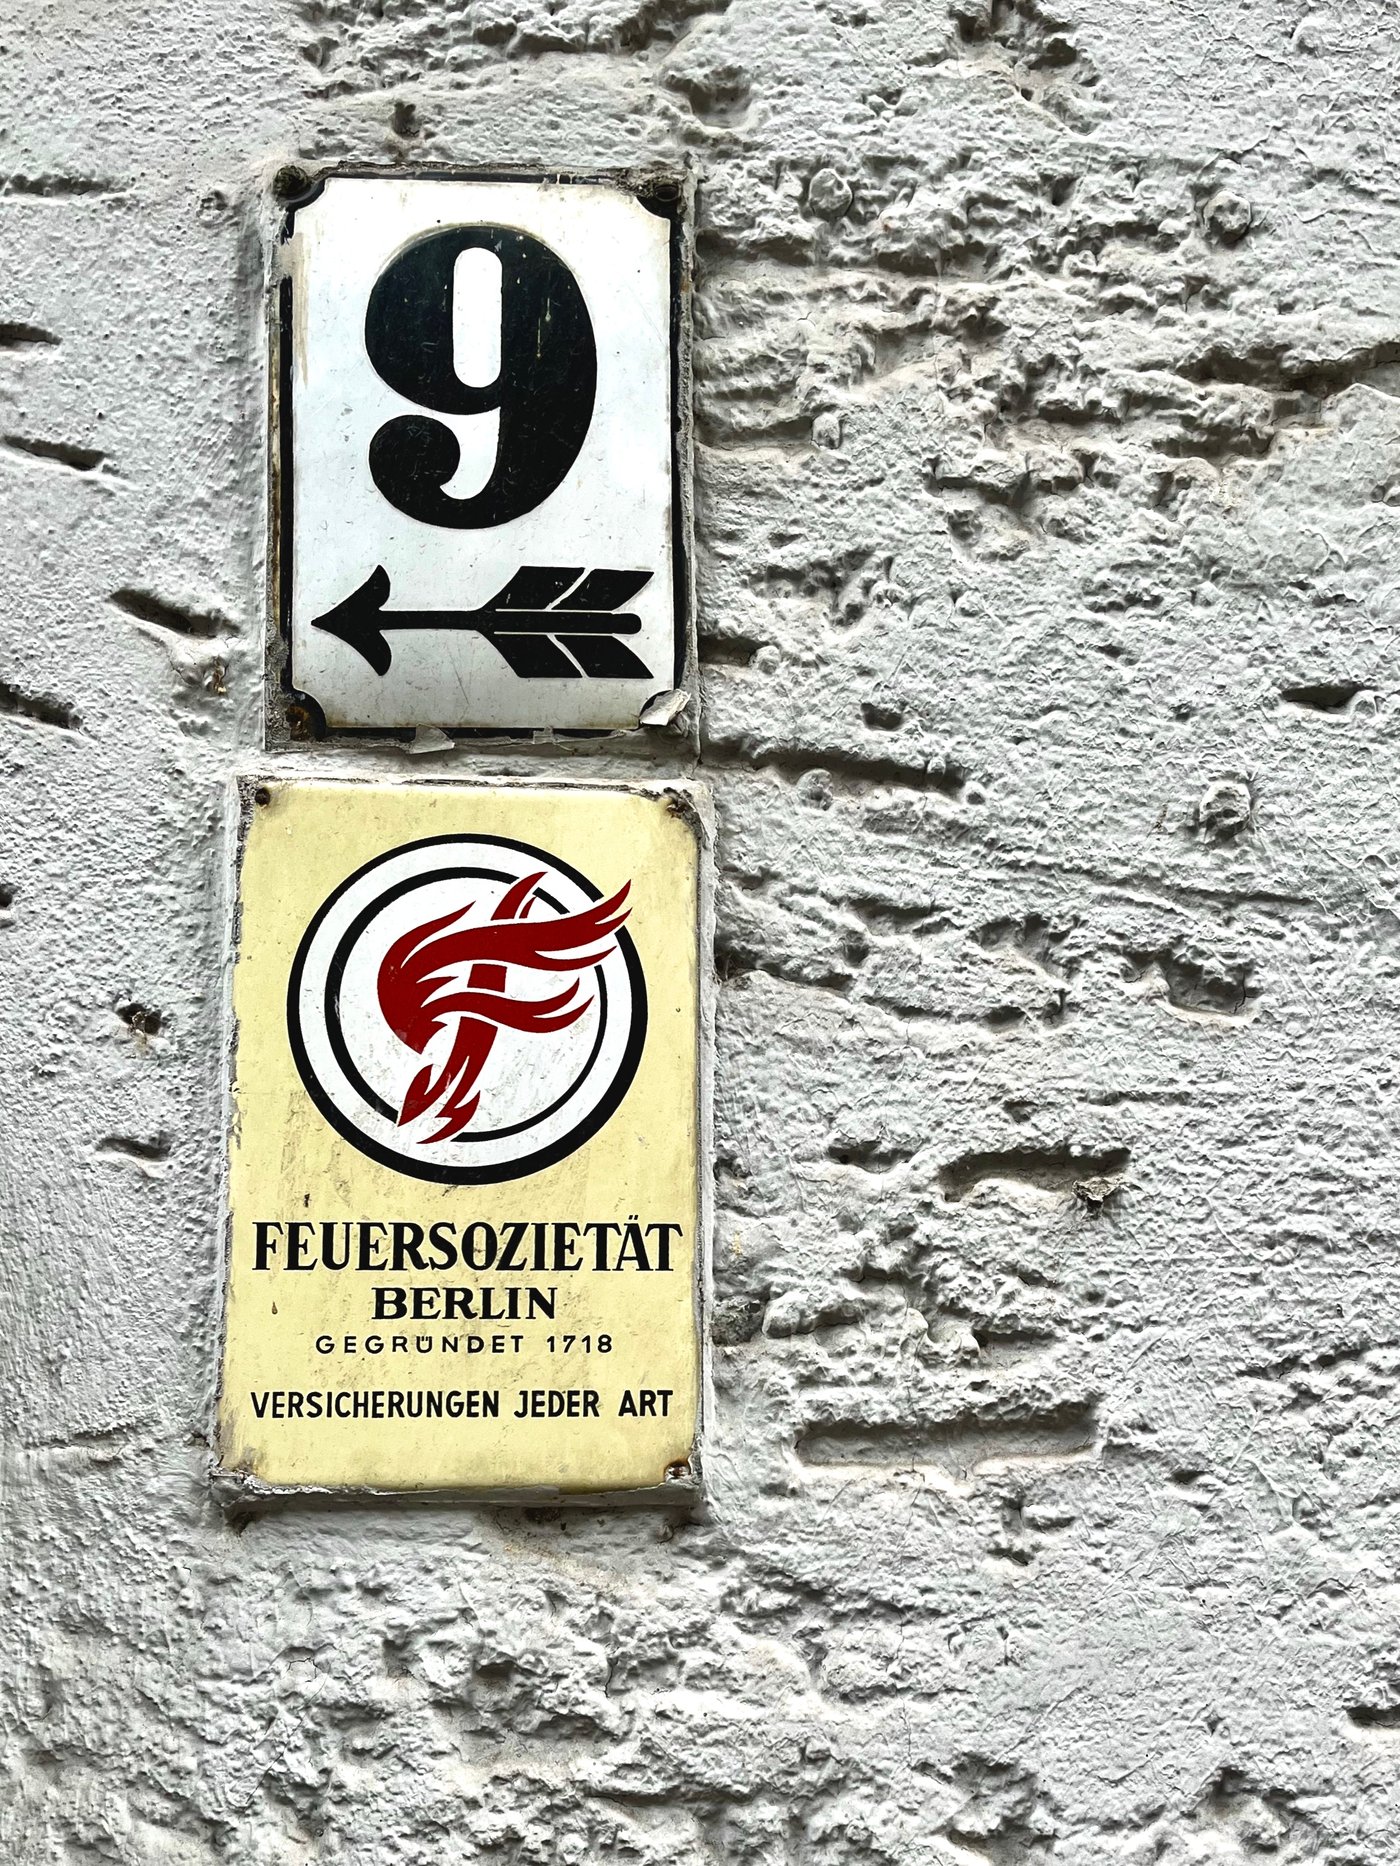 9
FEUERSOZIETÄT
BERLIN
GEGRÜNDET 1718
VERSICHERUNGEN JEDER ART